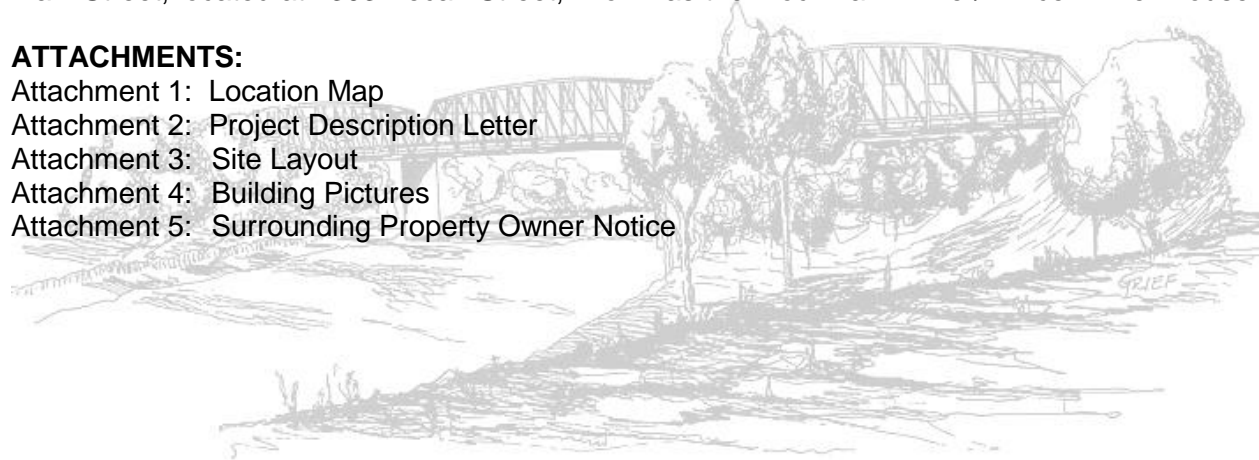 ATTACHMENTS:
Attachment 1: Location Map
Attachment 2: Project Description Letter
Attachment 3: Site Layout
Attachment 4: Building Pictures
Attachment 5: Surrounding Property Owner Notice
GRIEF